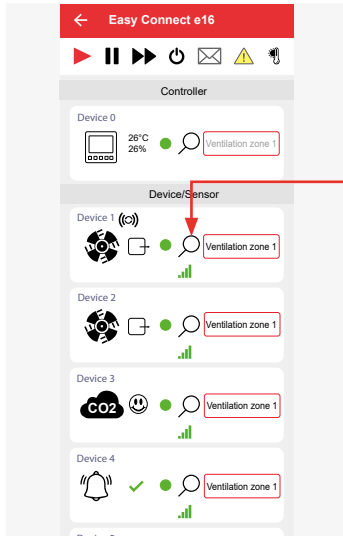 Easy Connect e16
Controller
Device 0
26°C
26%
Ventilation zone 1
Device/Sensor
Device 1
Ventilation zone 1
Device 2
Ventilation zone 1
Device 3
CO2
Ventilation zone 1
Device 4
Ventilation zone 1